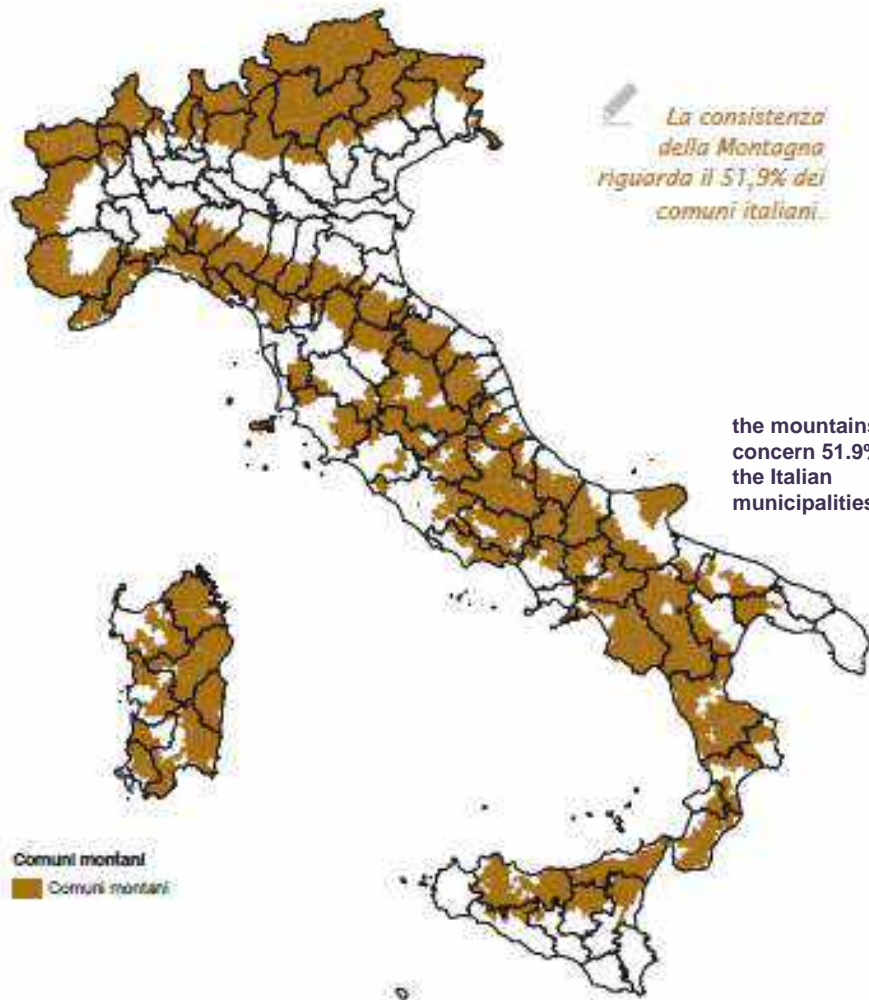 La consistenza
della Montagna
riguarda il 51,9% dei
comuni italiani.
the mountains
concern 51.9%
the Italian
municipalities
Comuni montani
Comuni montani